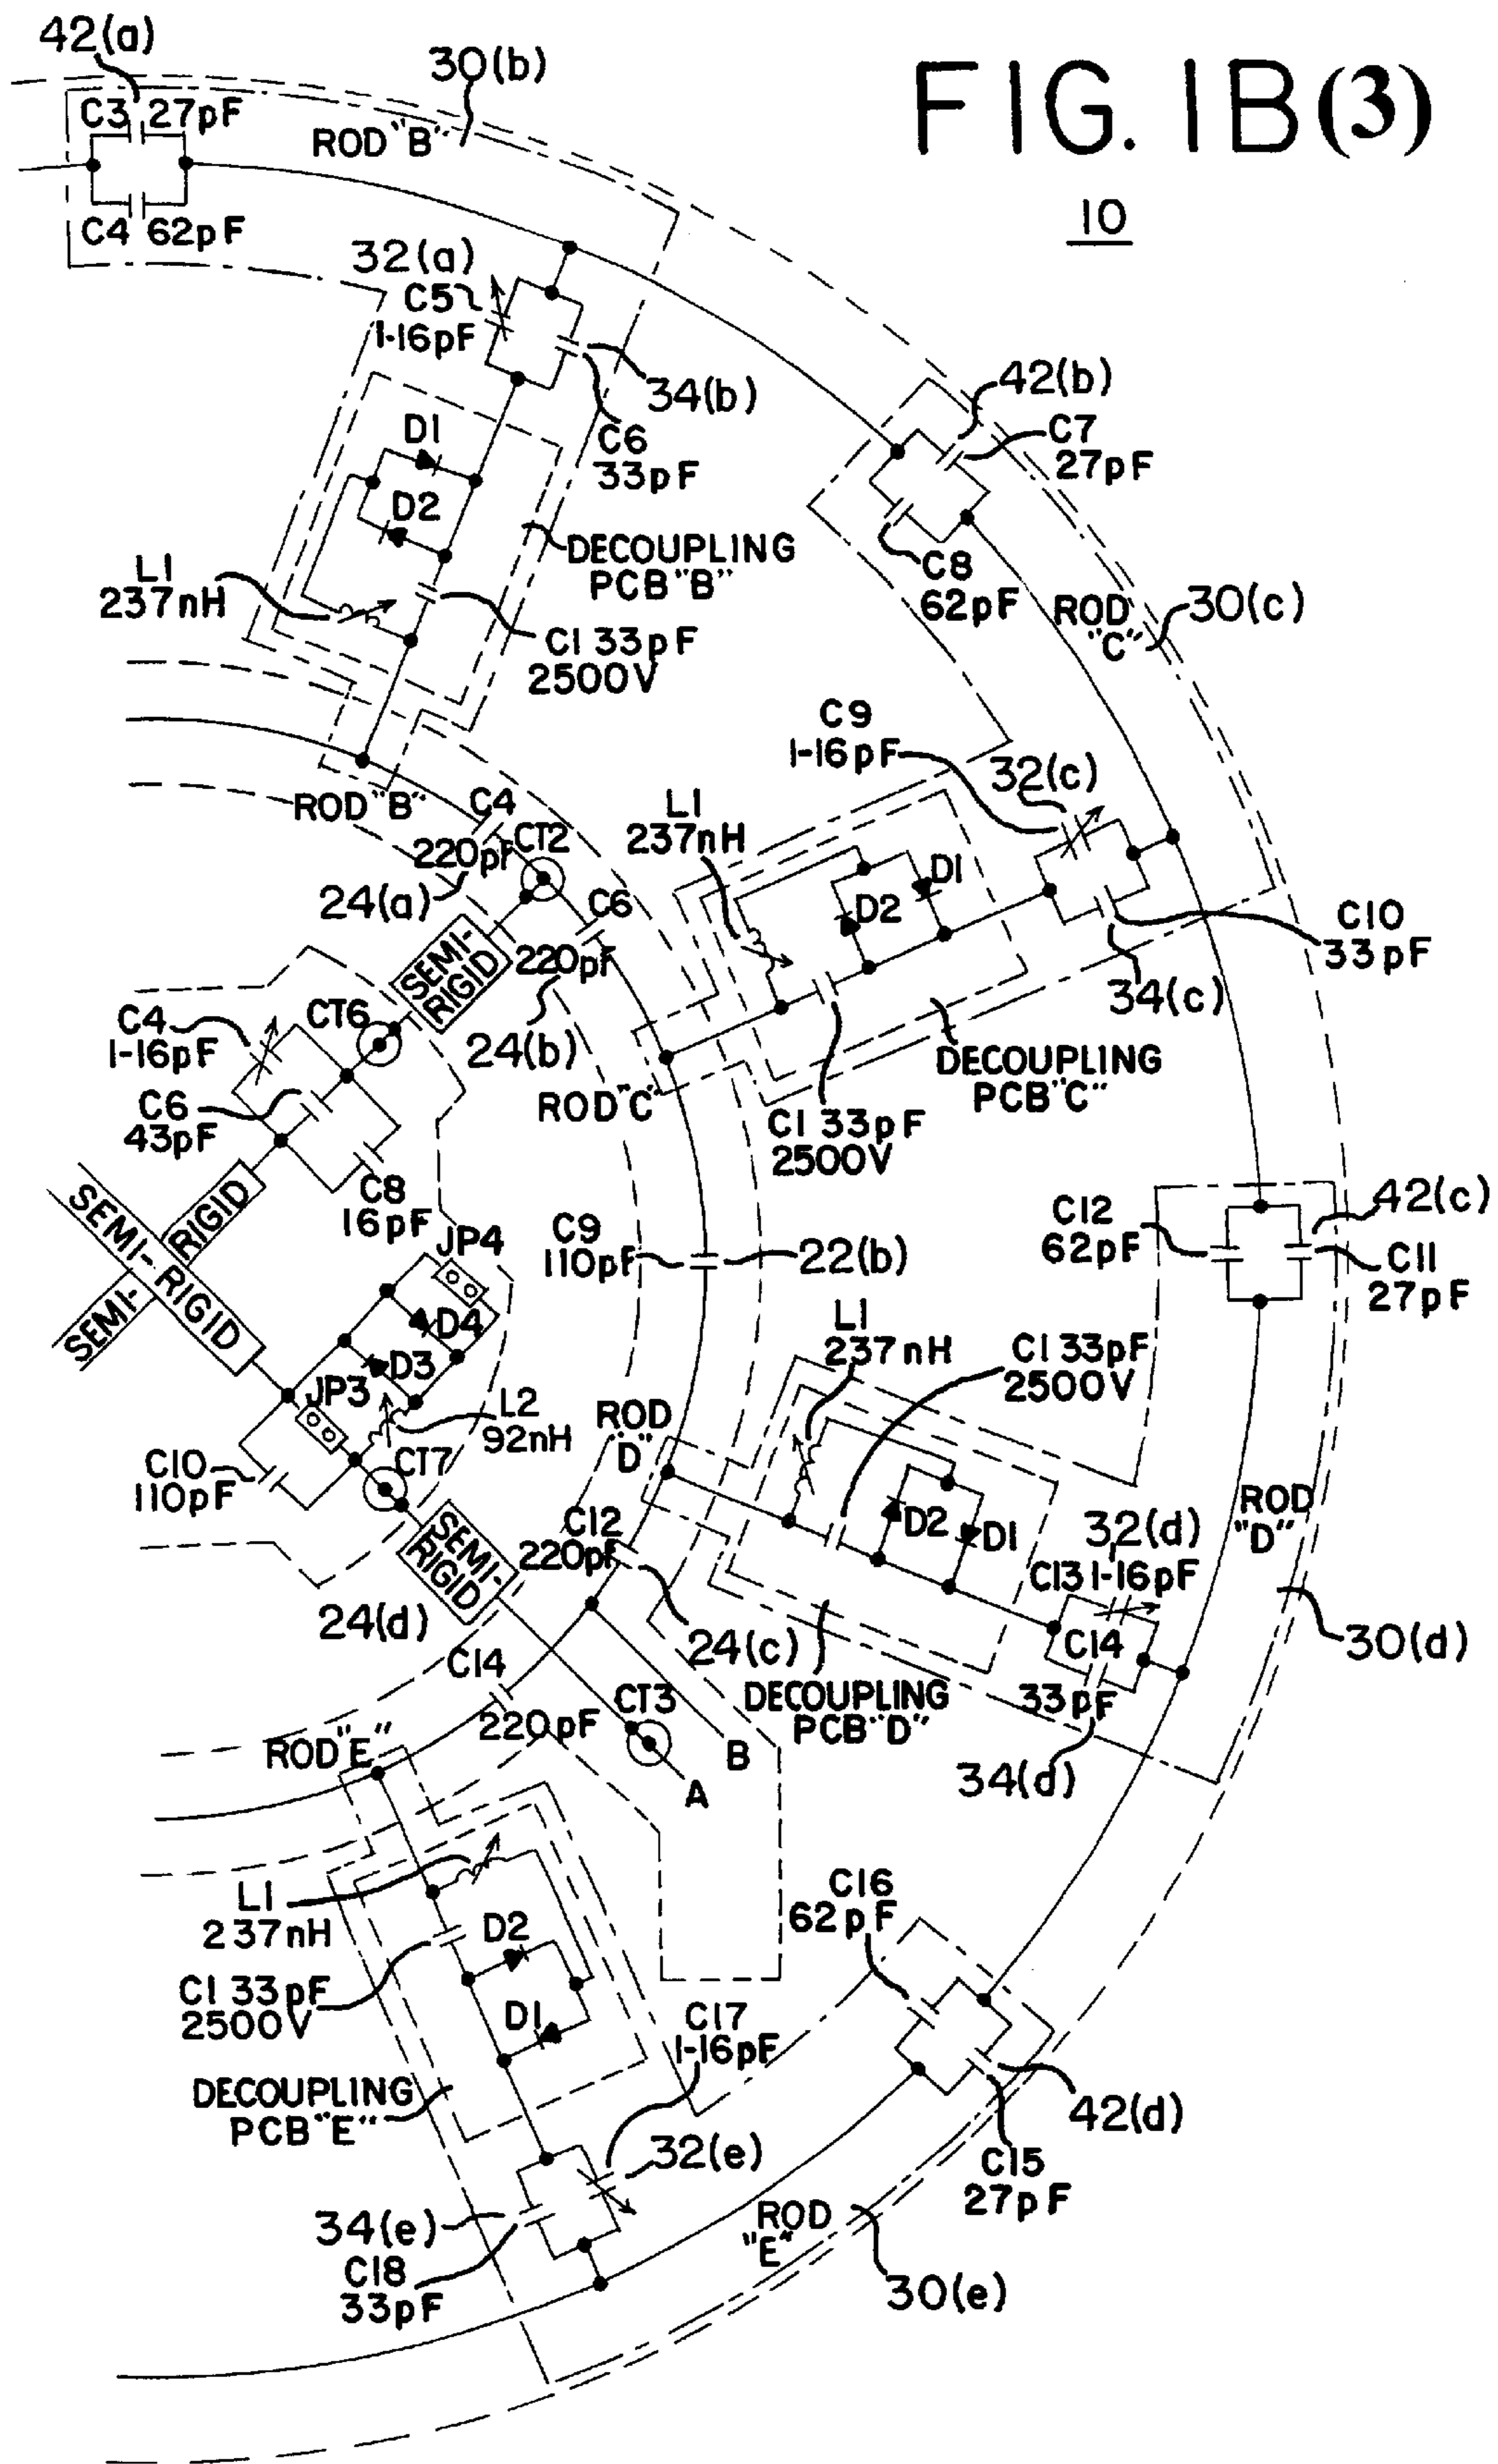 42(a)
30(b)
FIG. 1B(3)
10
C3 27pF
ROD "B"
C4 62pF
32(a)
C5
1-16pF
34(b)
C6
33pF
D1
D2
DECOUPLING
PCB "B"
L1
237nH
C1 33pF
2500V
42(b)
C7
27pF
C8
62pF
ROD
"C"
30(c)
ROD "B"
C4
220pF
CT2
24(a)
C6
220pF
24(b)
SEMI-
RIGID
C9
1-16pF
32(c)
L1
237nH
D1
D2
C10
33pF
34(c)
DECOUPLING
PCB "C"
C1 33pF
2500V
ROD "C"
CT6
C4
1-16pF
C6
43pF
C8
16pF
SEMI-RIGID
SEMI-
RIGID
JP4
D4
D3
JP3
L2
92nH
C10
110pF
CT7
C9
110pF
22(b)
C12
62pF
42(c)
C11
27pF
L1
237nH
C1 33pF
2500V
ROD
"D"
D2
D1
32(d)
C13 1-16pF
C14
33pF
34(d)
ROD
"D"
30(d)
C12
220pF
24(c)
DECOUPLING
PCB "D"
SEMI-
RIGID
24(d)
C14
220pF
CT3
B
A
ROD "E"
L1
237nH
C1 33pF
2500V
D2
D1
DECOUPLING
PCB "E"
C16
62pF
C17
1-16pF
42(d)
C15
27pF
32(e)
34(e)
C18
33pF
ROD
"E"
30(e)